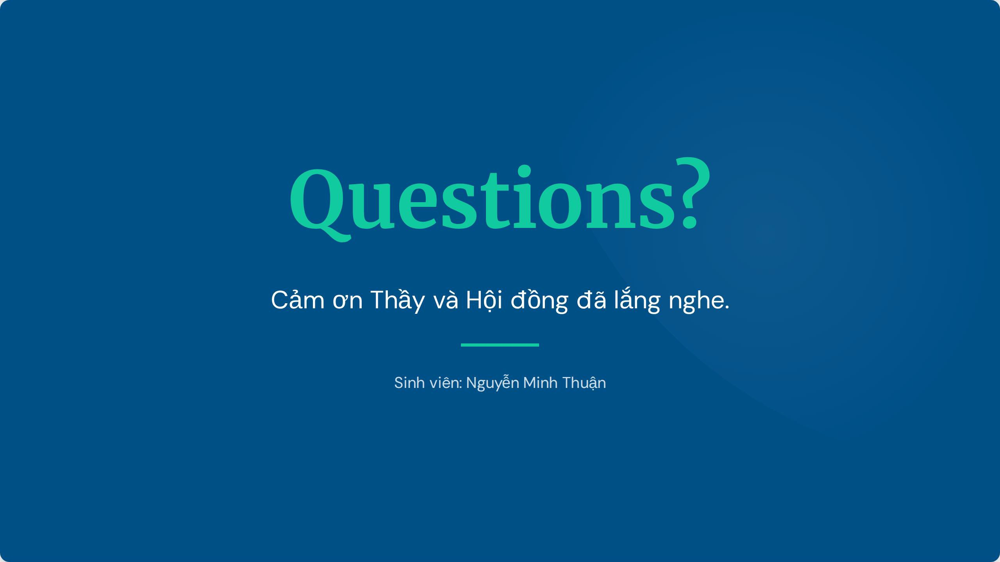 Questions?
Cảm ơn Thầy và Hội đồng đã lắng nghe.
Sinh viên: Nguyễn Minh Thuận